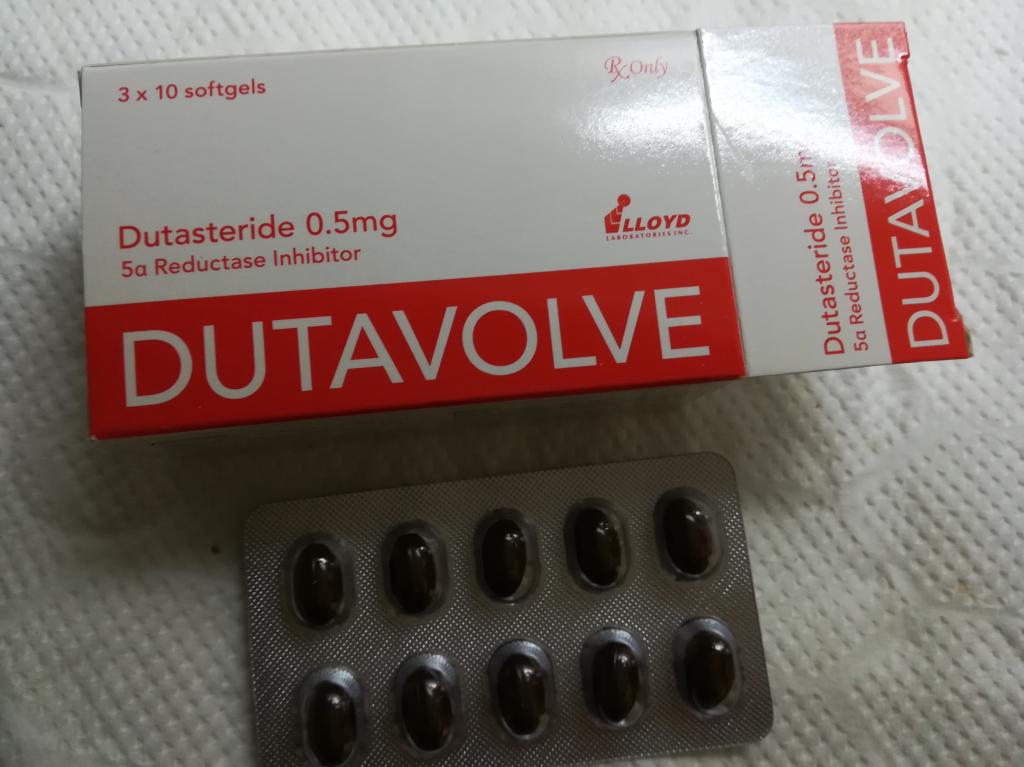 3 x 10 softgels
Rx Only
Dutasteride 0.5mg
5α Reductase Inhibitor
LLOYD
LABORATORIES INC.
DUTAVOLVE
Dutasteride 0.5mg
5α Reductase Inhibitor
DUTAVOLVE